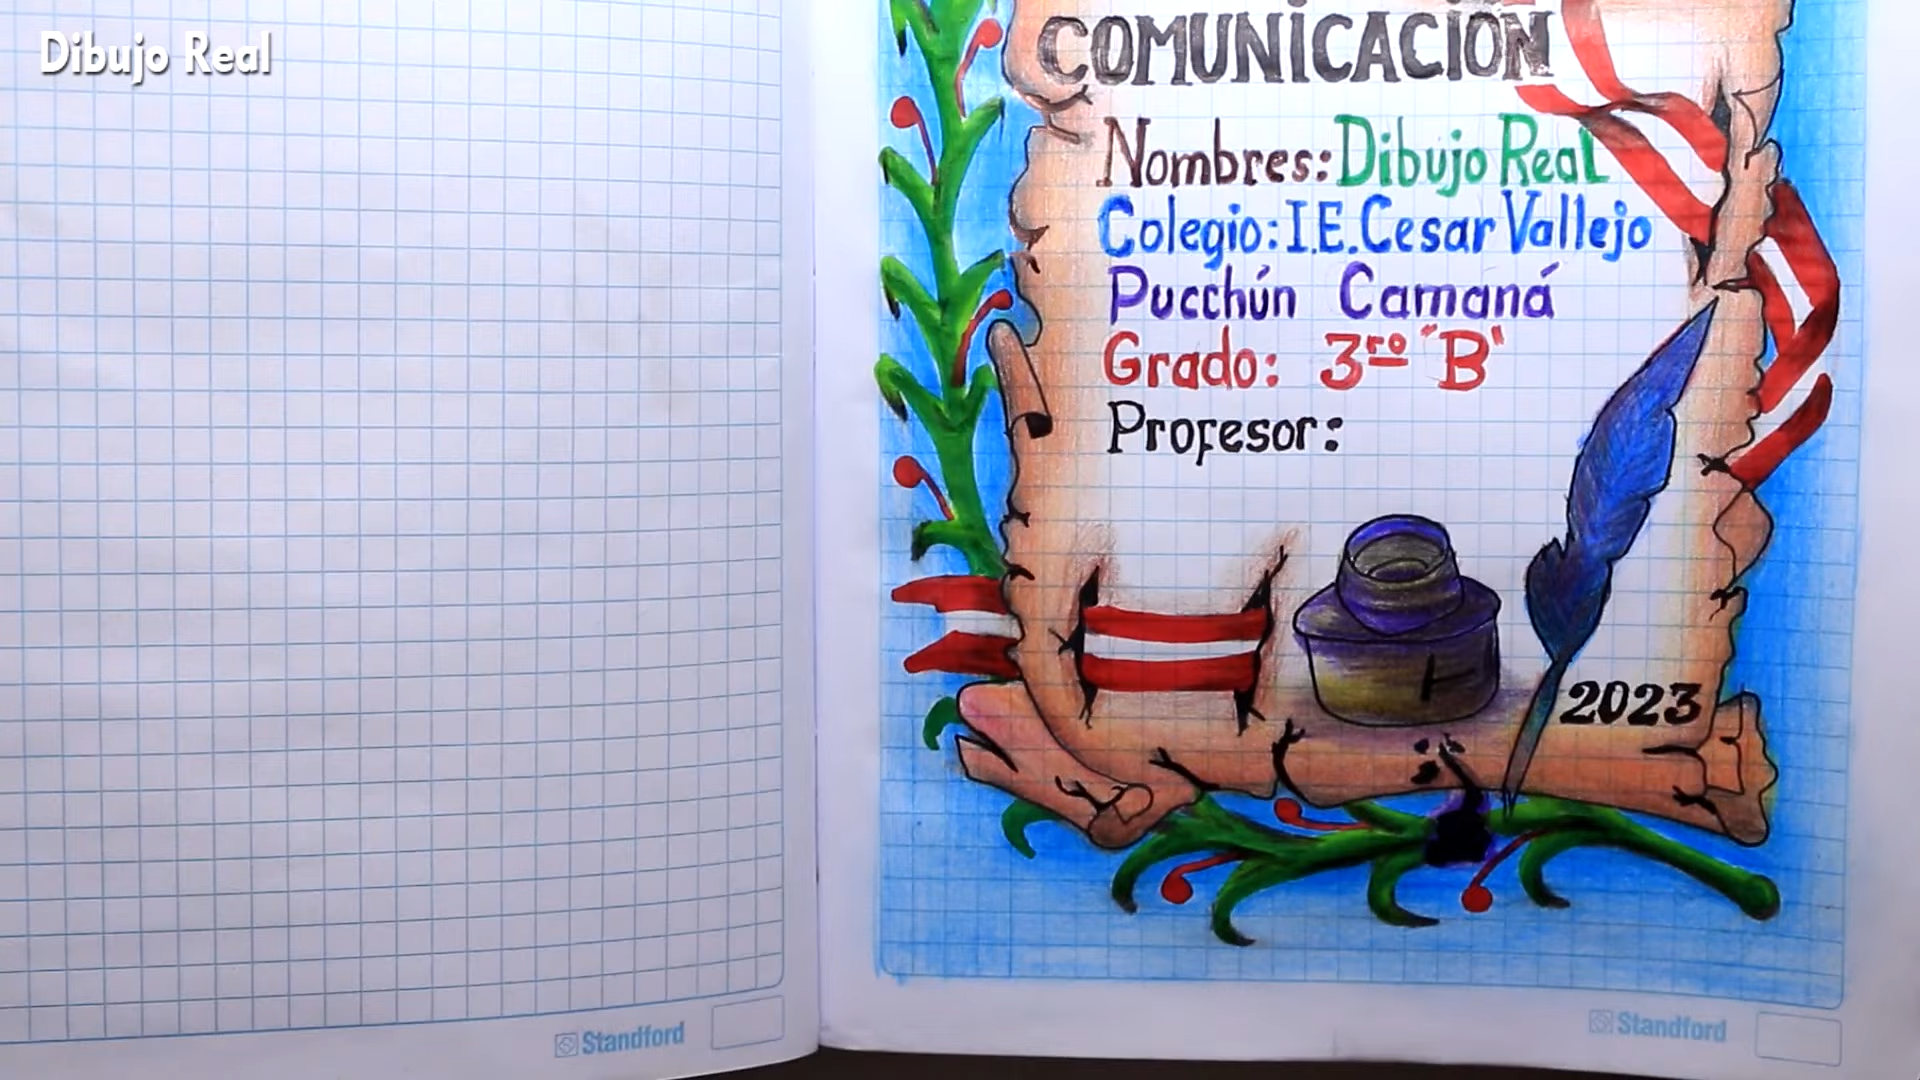 Dibujo Real
COMUNICACIÓN
Nombres: Dibujo Real
Colegio: I.E. Cesar Vallejo
Pucchún Camaná
Grado: 3ro "B"
Profesor:
2023
Standford
Standford